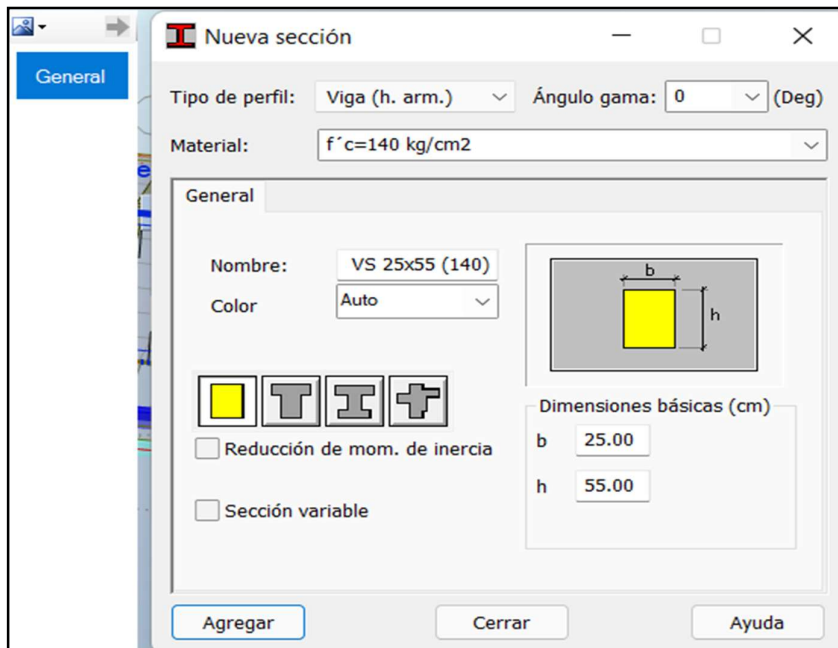 Nueva sección
General
Tipo de perfil: Viga (h. arm.) Ángulo gama: 0 (Deg)
Material: f´c=140 kg/cm2
General
Nombre: VS 25x55 (140)
Color Auto
b
h
Reducción de mom. de inercia
Sección variable
Dimensiones básicas (cm)
b 25.00
h 55.00
Agregar Cerrar Ayuda